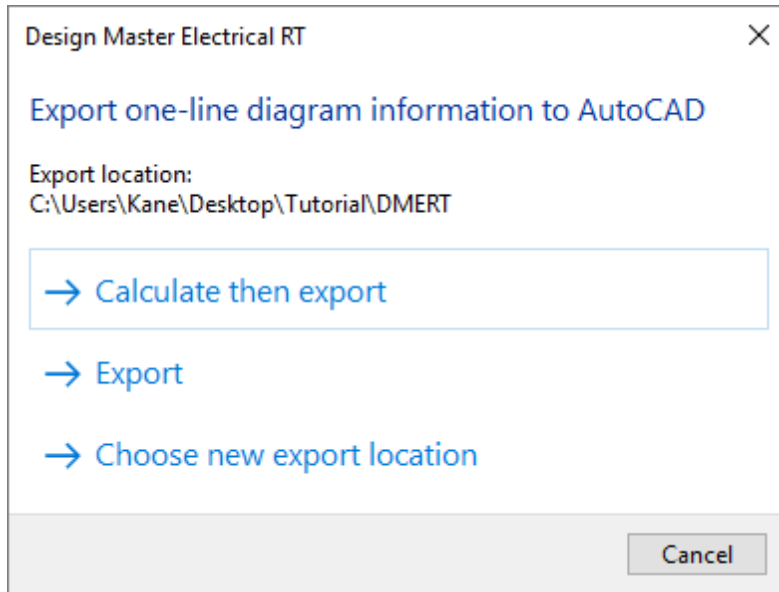 Design Master Electrical RT
Export one-line diagram information to AutoCAD
Export location:
C:\Users\Kane\Desktop\Tutorial\DMERT
Calculate then export
Export
Choose new export location
Cancel